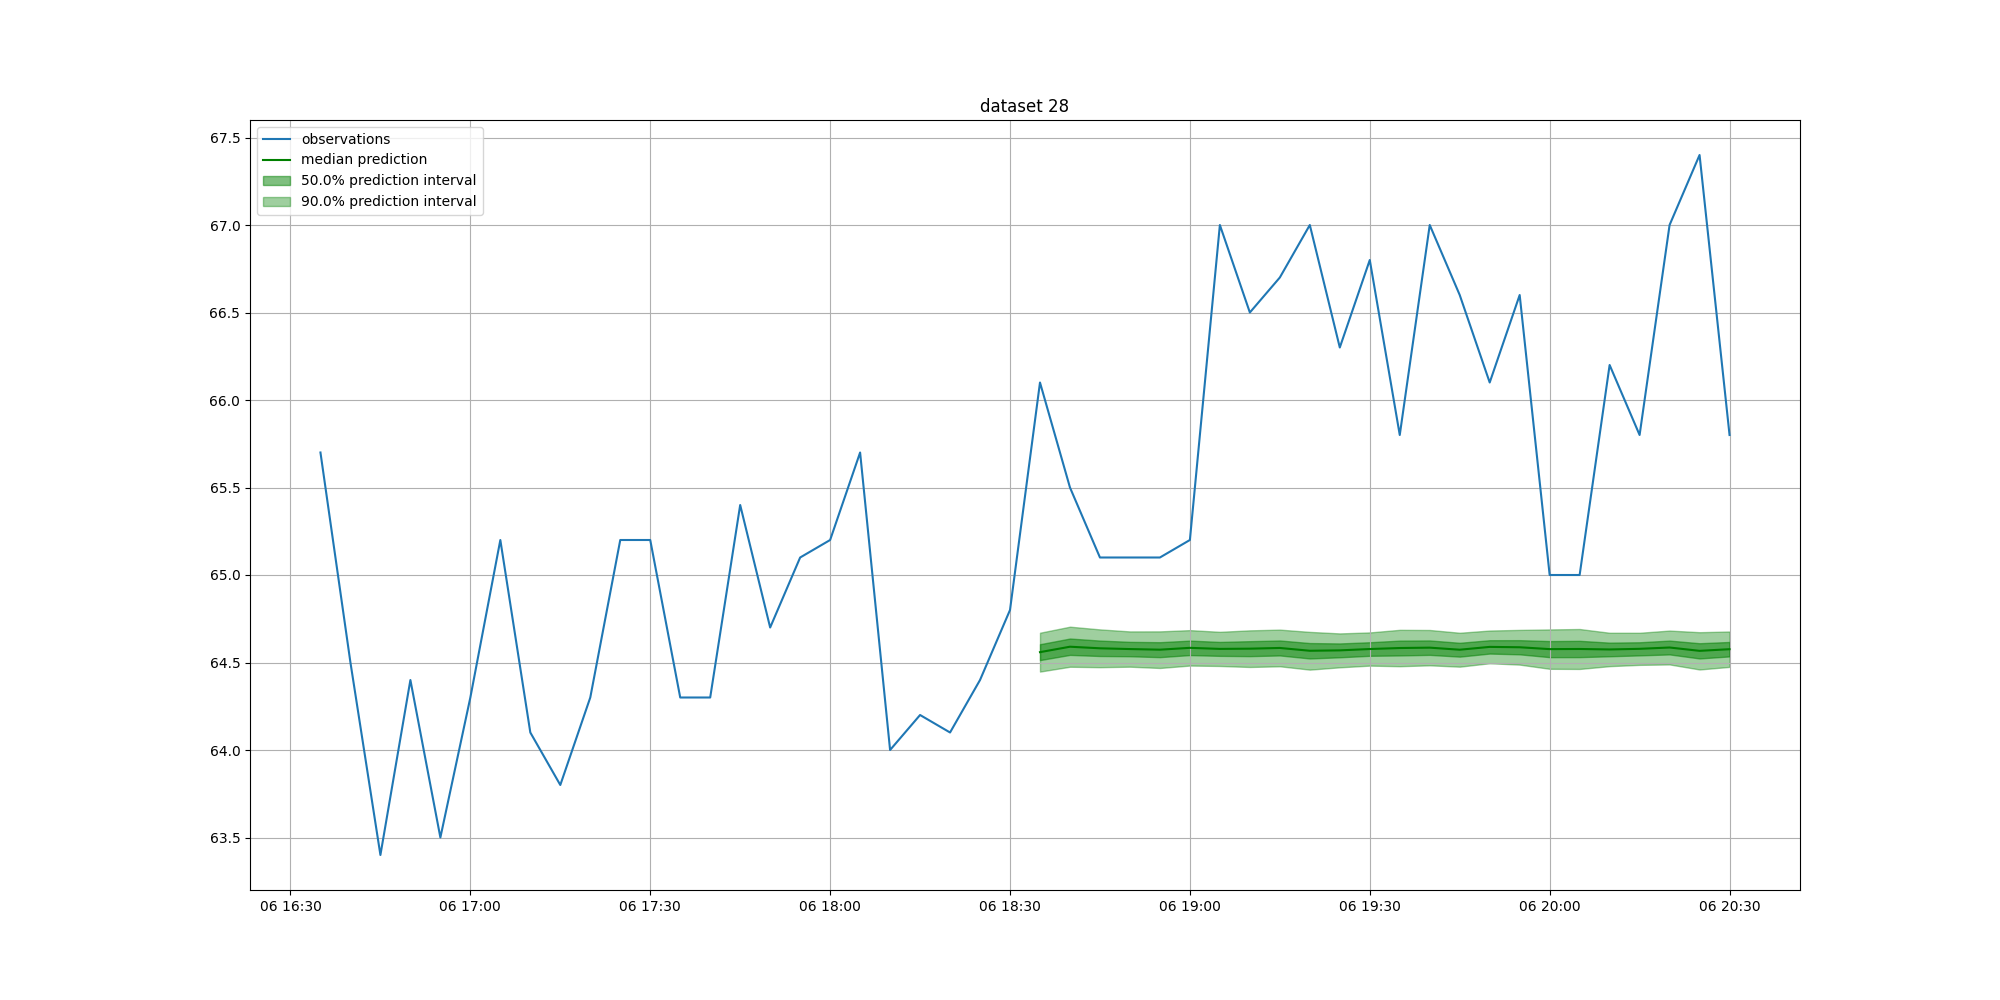 dataset 28
observations
median prediction
50.0% prediction interval
90.0% prediction interval
67.5
67.0
66.5
66.0
65.5
65.0
64.5
64.0
63.5
06 16:30 06 17:00 06 17:30 06 18:00 06 18:30 06 19:00 06 19:30 06 20:00 06 20:30